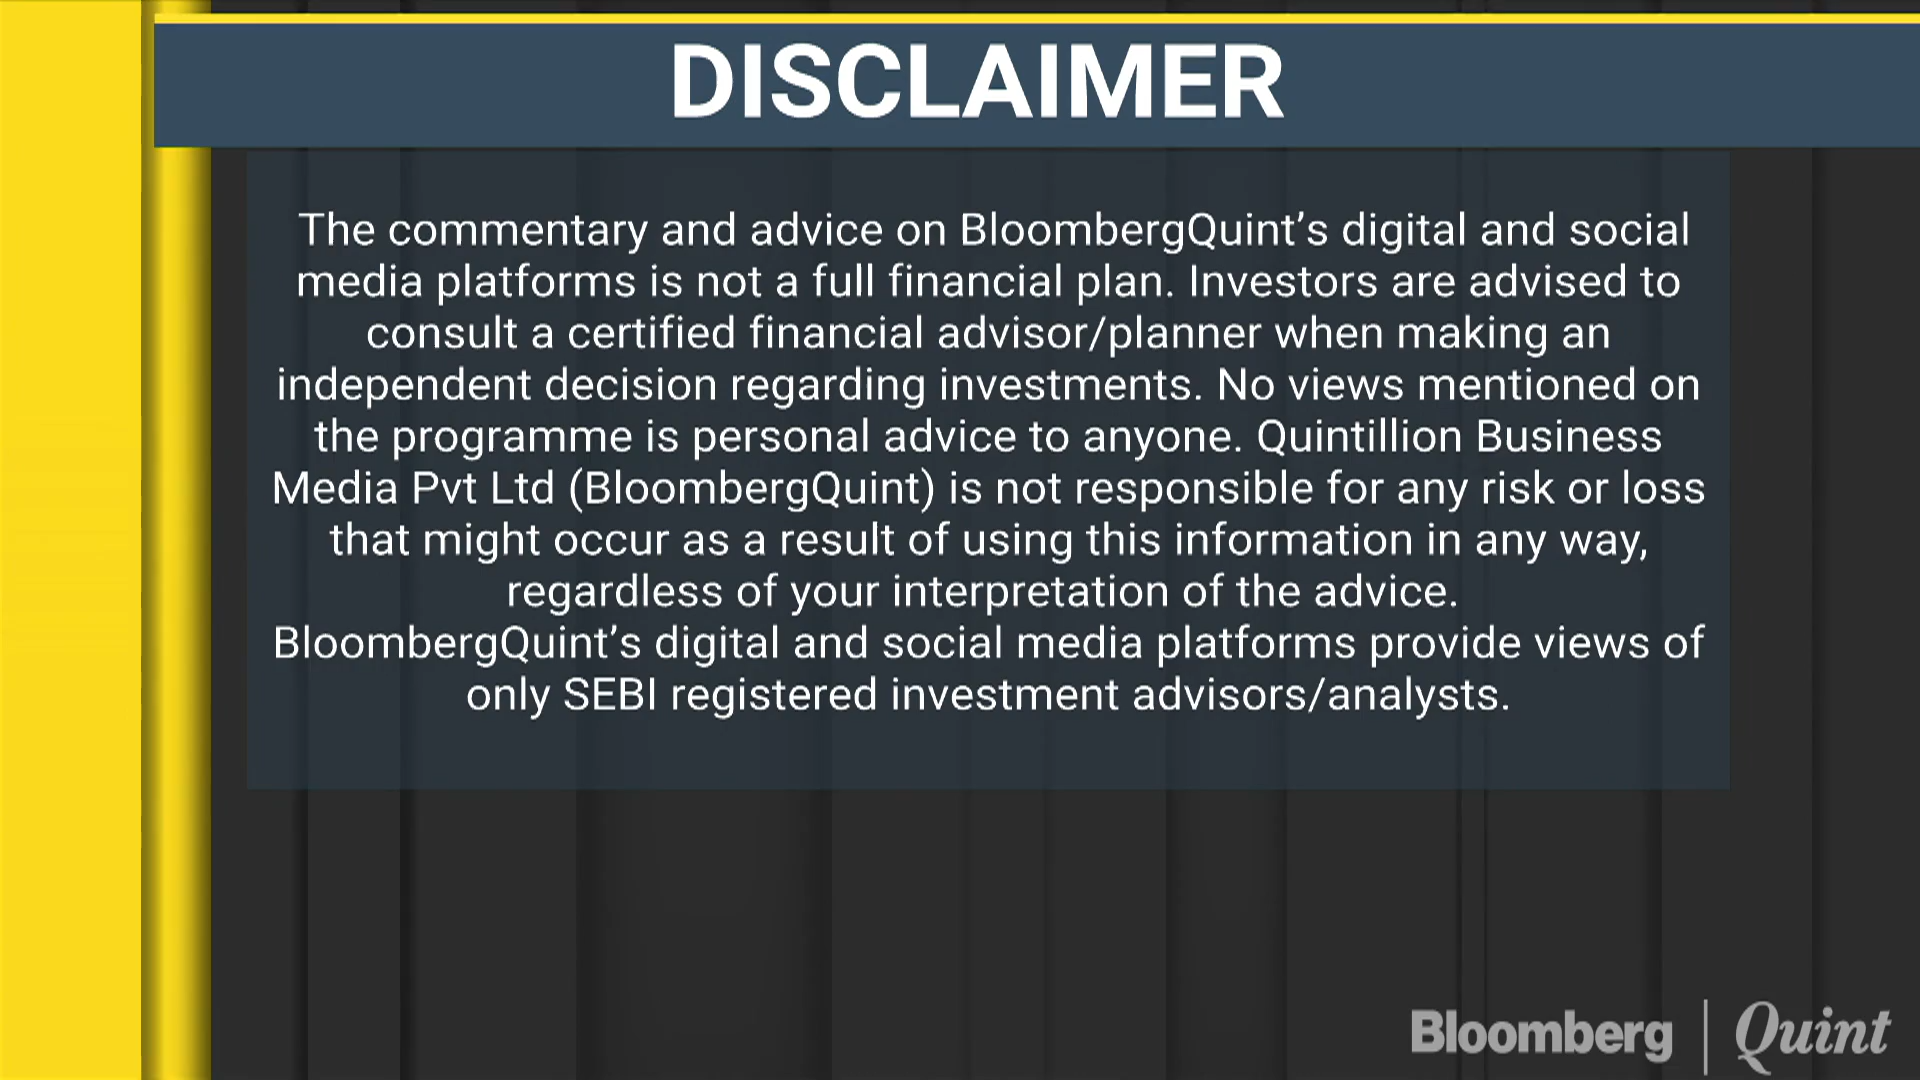 DISCLAIMER
The commentary and advice on BloombergQuint’s digital and social
media platforms is not a full financial plan. Investors are advised to
consult a certified financial advisor/planner when making an
independent decision regarding investments. No views mentioned on
the programme is personal advice to anyone. Quintillion Business
Media Pvt Ltd (BloombergQuint) is not responsible for any risk or loss
that might occur as a result of using this information in any way,
regardless of your interpretation of the advice.
BloombergQuint’s digital and social media platforms provide views of
only SEBI registered investment advisors/analysts.
Bloomberg | Quint